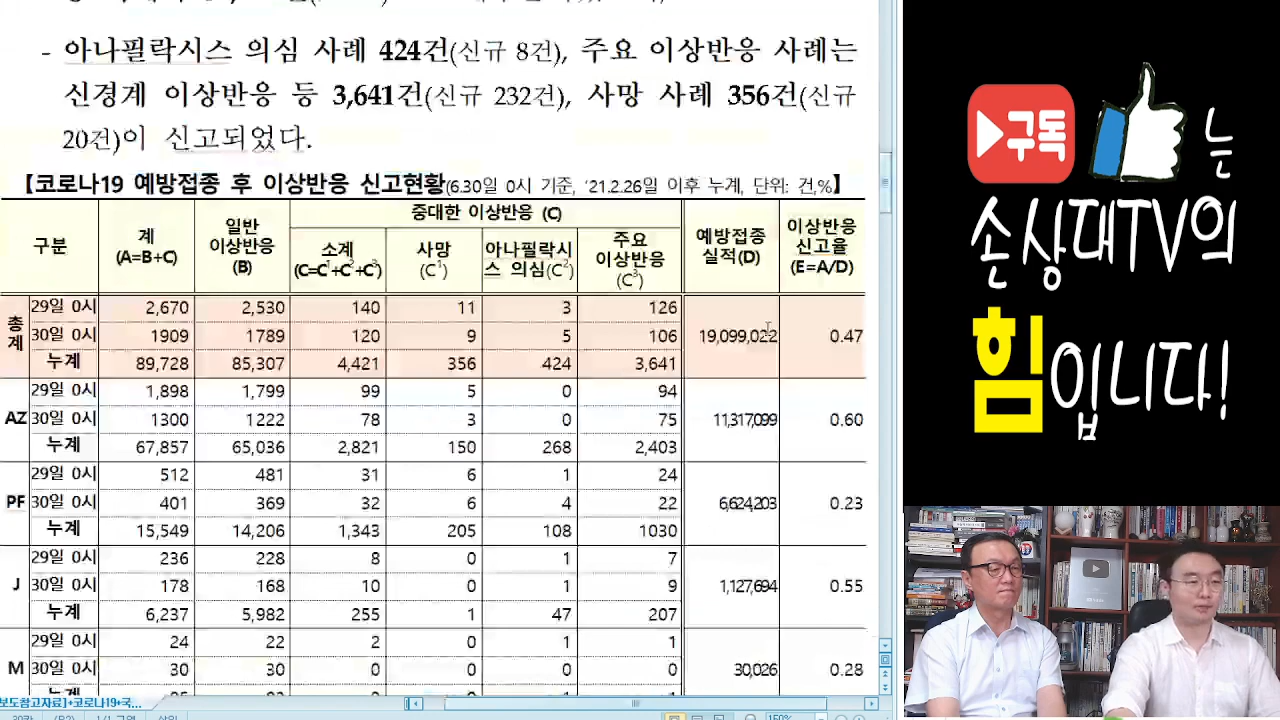 - 아나필락시스 의심 사례 424건(신규 8건), 주요 이상반응 사례는
신경계 이상반응 등 3,641건(신규 232건), 사망 사례 356건(신규
20건)이 신고되었다.
【코로나19 예방접종 후 이상반응 신고현황(6.30일 0시 기준, '21.2.26일 이후 누계, 단위: 건,%】
구분 계 (A=B+C) 일반 이상반응 (B) 중대한 이상반응 (C) 예방접종 실적(D) 이상반응 신고율 (E=A/D)
소계 (C=C1+C2+C3) 사망 (C1) 아나필락시스 의심(C2) 주요 이상반응 (C3)
총계 29일 0시 2,670 2,530 140 11 3 126
30일 0시 1909 1789 120 9 5 106 19,099,022 0.47
누계 89,728 85,307 4,421 356 424 3,641
AZ 29일 0시 1,898 1,799 99 5 0 94
30일 0시 1300 1222 78 3 0 75 11,317,099 0.60
누계 67,857 65,036 2,821 150 268 2,403
PF 29일 0시 512 481 31 6 1 24
30일 0시 401 369 32 6 4 22 6,624,203 0.23
누계 15,549 14,206 1,343 205 108 1030
J 29일 0시 236 228 8 0 1 7
30일 0시 178 168 10 0 1 9 1,127,694 0.55
누계 6,237 5,982 255 1 47 207
M 29일 0시 24 22 2 0 1 1
30일 0시 30 30 0 0 0 0 30,026 0.28
누계
보도참고자료]+코로나19+국...
150%
구독 는
손상대TV의
힘입니다!